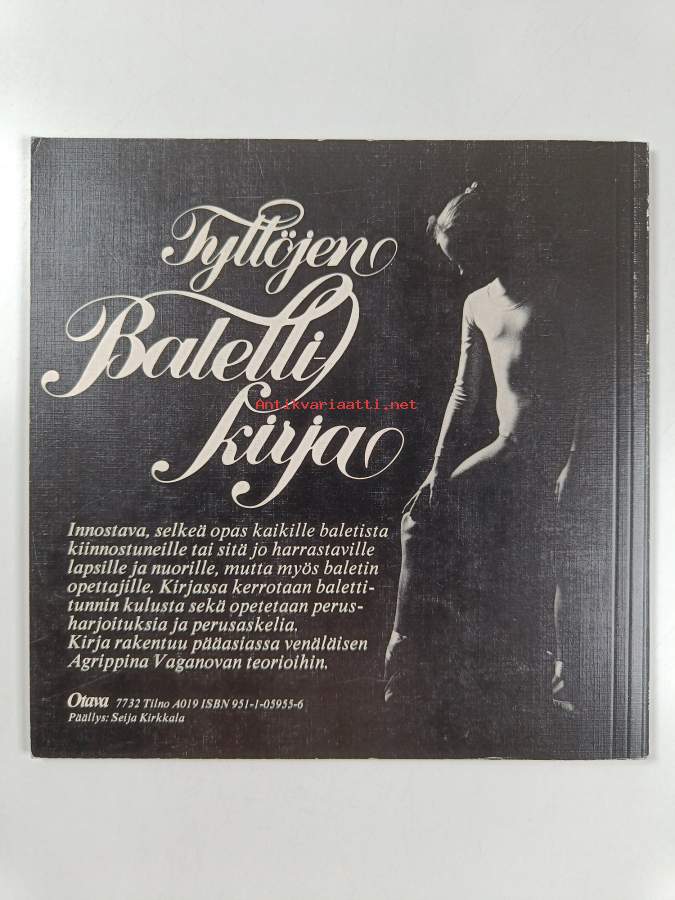 Tyttöjen
Baletti-
kirja
Antikvariaatti.net
Innostava, selkeä opas kaikille baletista
kiinnostuneille tai sitä jo harrastaville
lapsille ja nuorille, mutta myös baletin
opettajille. Kirjassa kerrotaan baletti-
tunnin kulusta sekä opetetaan perus-
harjoituksia ja perusaskelia.
Kirja rakentuu pääasiassa venäläisen
Agrippina Vaganovan teorioihin.
Otava 7732 Tilno A019 ISBN 951-1-05955-6
Päällys: Seija Kirkkala